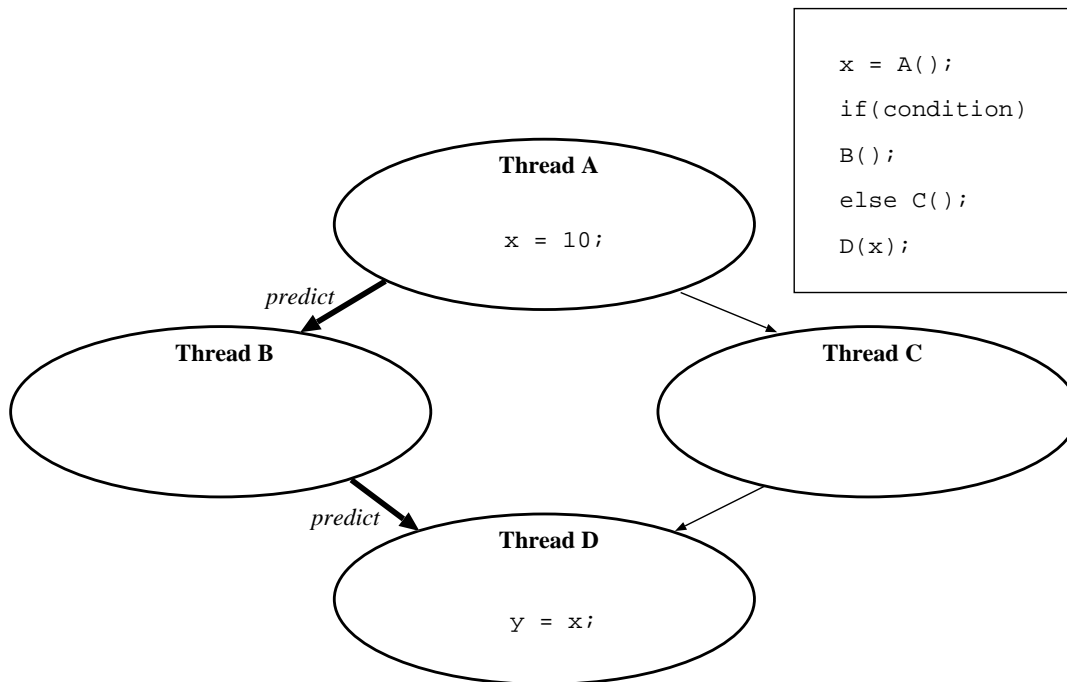 x = A();
if(condition)
B();
else C();
D(x);
Thread A
x = 10;
predict
Thread B
Thread C
predict
Thread D
y = x;